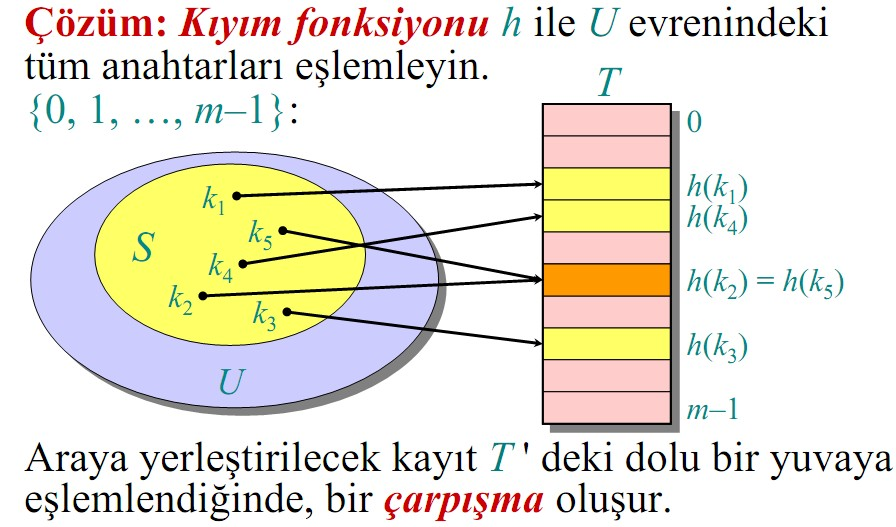 Çözüm: Kıyım fonksiyonu h ile U evrenindeki
tüm anahtarları eşlemleyin.
{0, 1, …, m–1}:
T
0
k₁
h(k₁)
k₅
h(k₄)
S
k₄
k₂
h(k₂) = h(k₅)
k₃
h(k₃)
U
m–1
Araya yerleştirilecek kayıt T ' deki dolu bir yuvaya
eşlemlendiğinde, bir çarpışma oluşur.